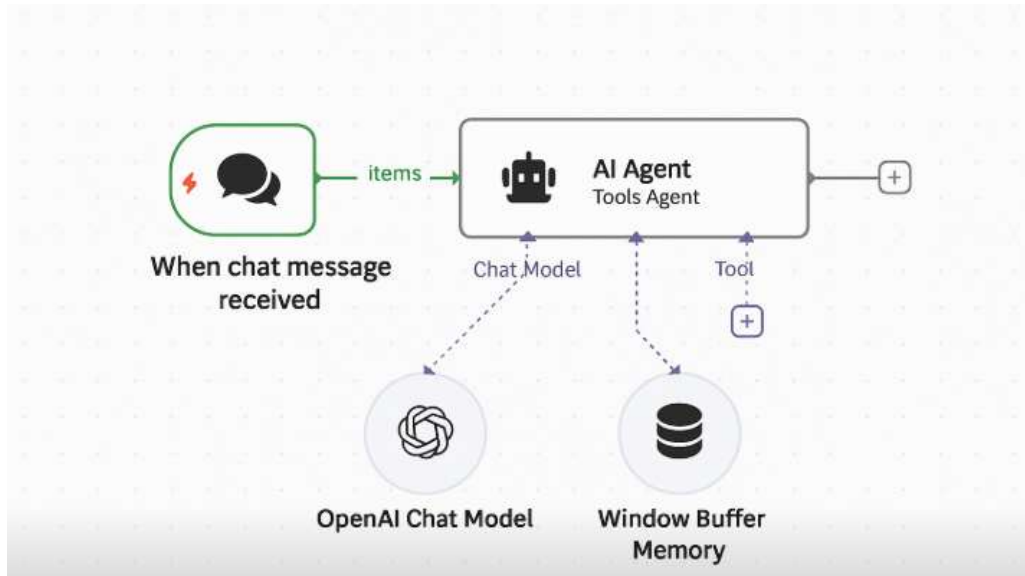 items
AI Agent
Tools Agent
When chat message
received
Chat Model
Tool
OpenAI Chat Model
Window Buffer
Memory